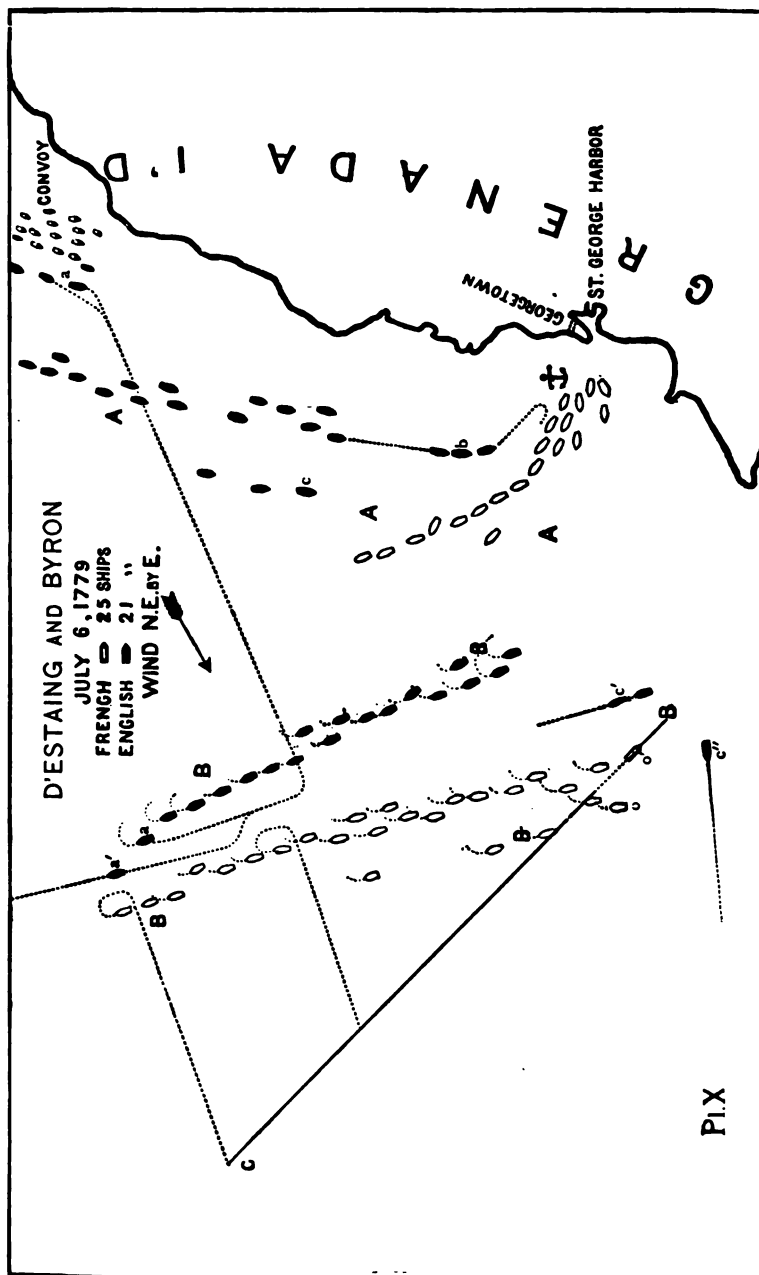 D'ESTAING AND BYRON
JULY 6, 1779
FRENCH 25 SHIPS
ENGLISH 21 "
WIND N.E. BY E.
CONVOY
GRENADA I'D
GEORGETOWN
ST. GEORGE HARBOR
a
A
b
c
A
A
B
B'
a
a'
B
B
c'
B
c
c
c''
C
Pl. X